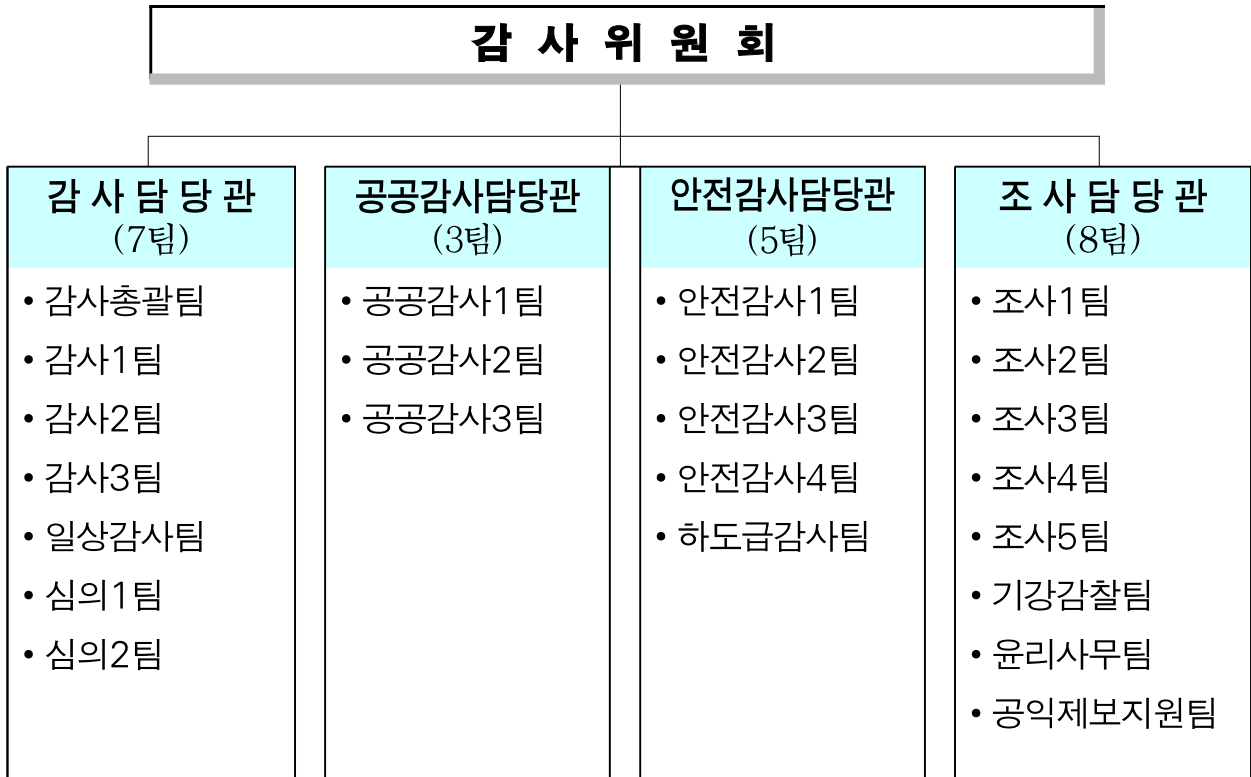 감 사 위 원 회
감 사 담 당 관
(7팀)
• 감사총괄팀
• 감사1팀
• 감사2팀
• 감사3팀
• 일상감사팀
• 심의1팀
• 심의2팀
공공감사담당관
(3팀)
• 공공감사1팀
• 공공감사2팀
• 공공감사3팀
안전감사담당관
(5팀)
• 안전감사1팀
• 안전감사2팀
• 안전감사3팀
• 안전감사4팀
• 하도급감사팀
조 사 담 당 관
(8팀)
• 조사1팀
• 조사2팀
• 조사3팀
• 조사4팀
• 조사5팀
• 기강감찰팀
• 윤리사무팀
• 공익제보지원팀